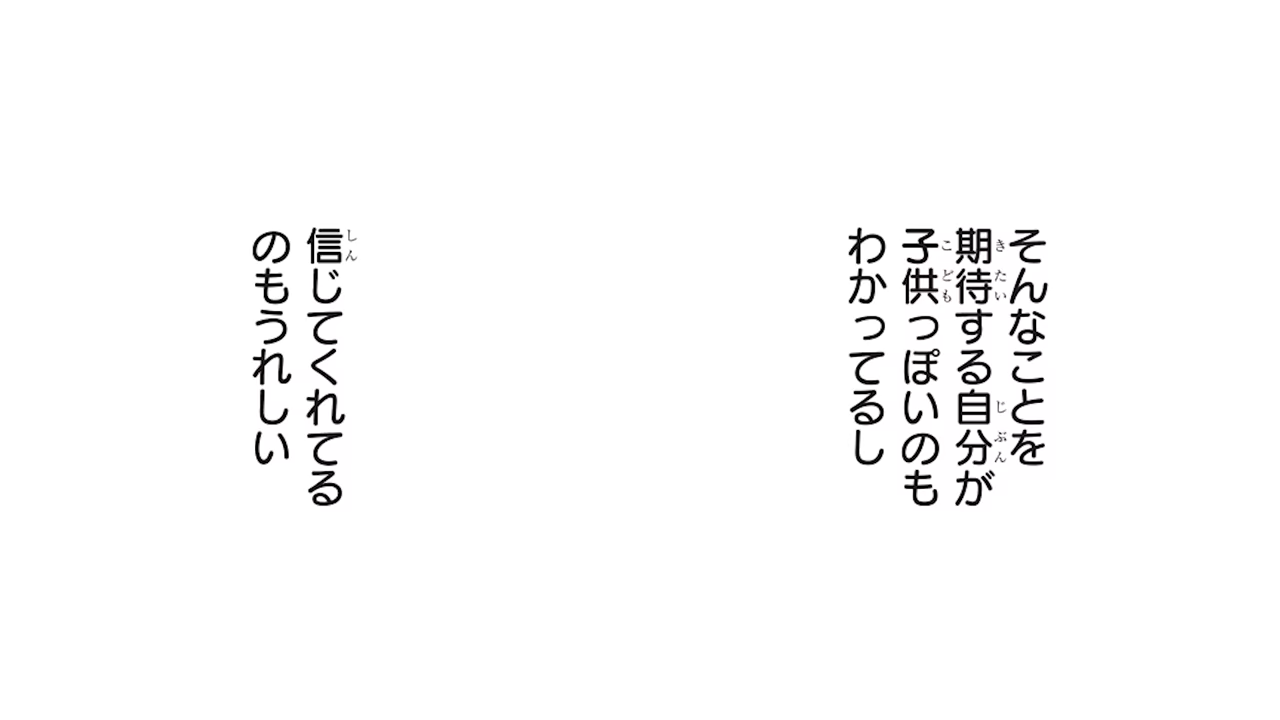 そんなことを
期待する自分が
子供っぽいのも
わかってるし
信じてくれてる
のもうれしい